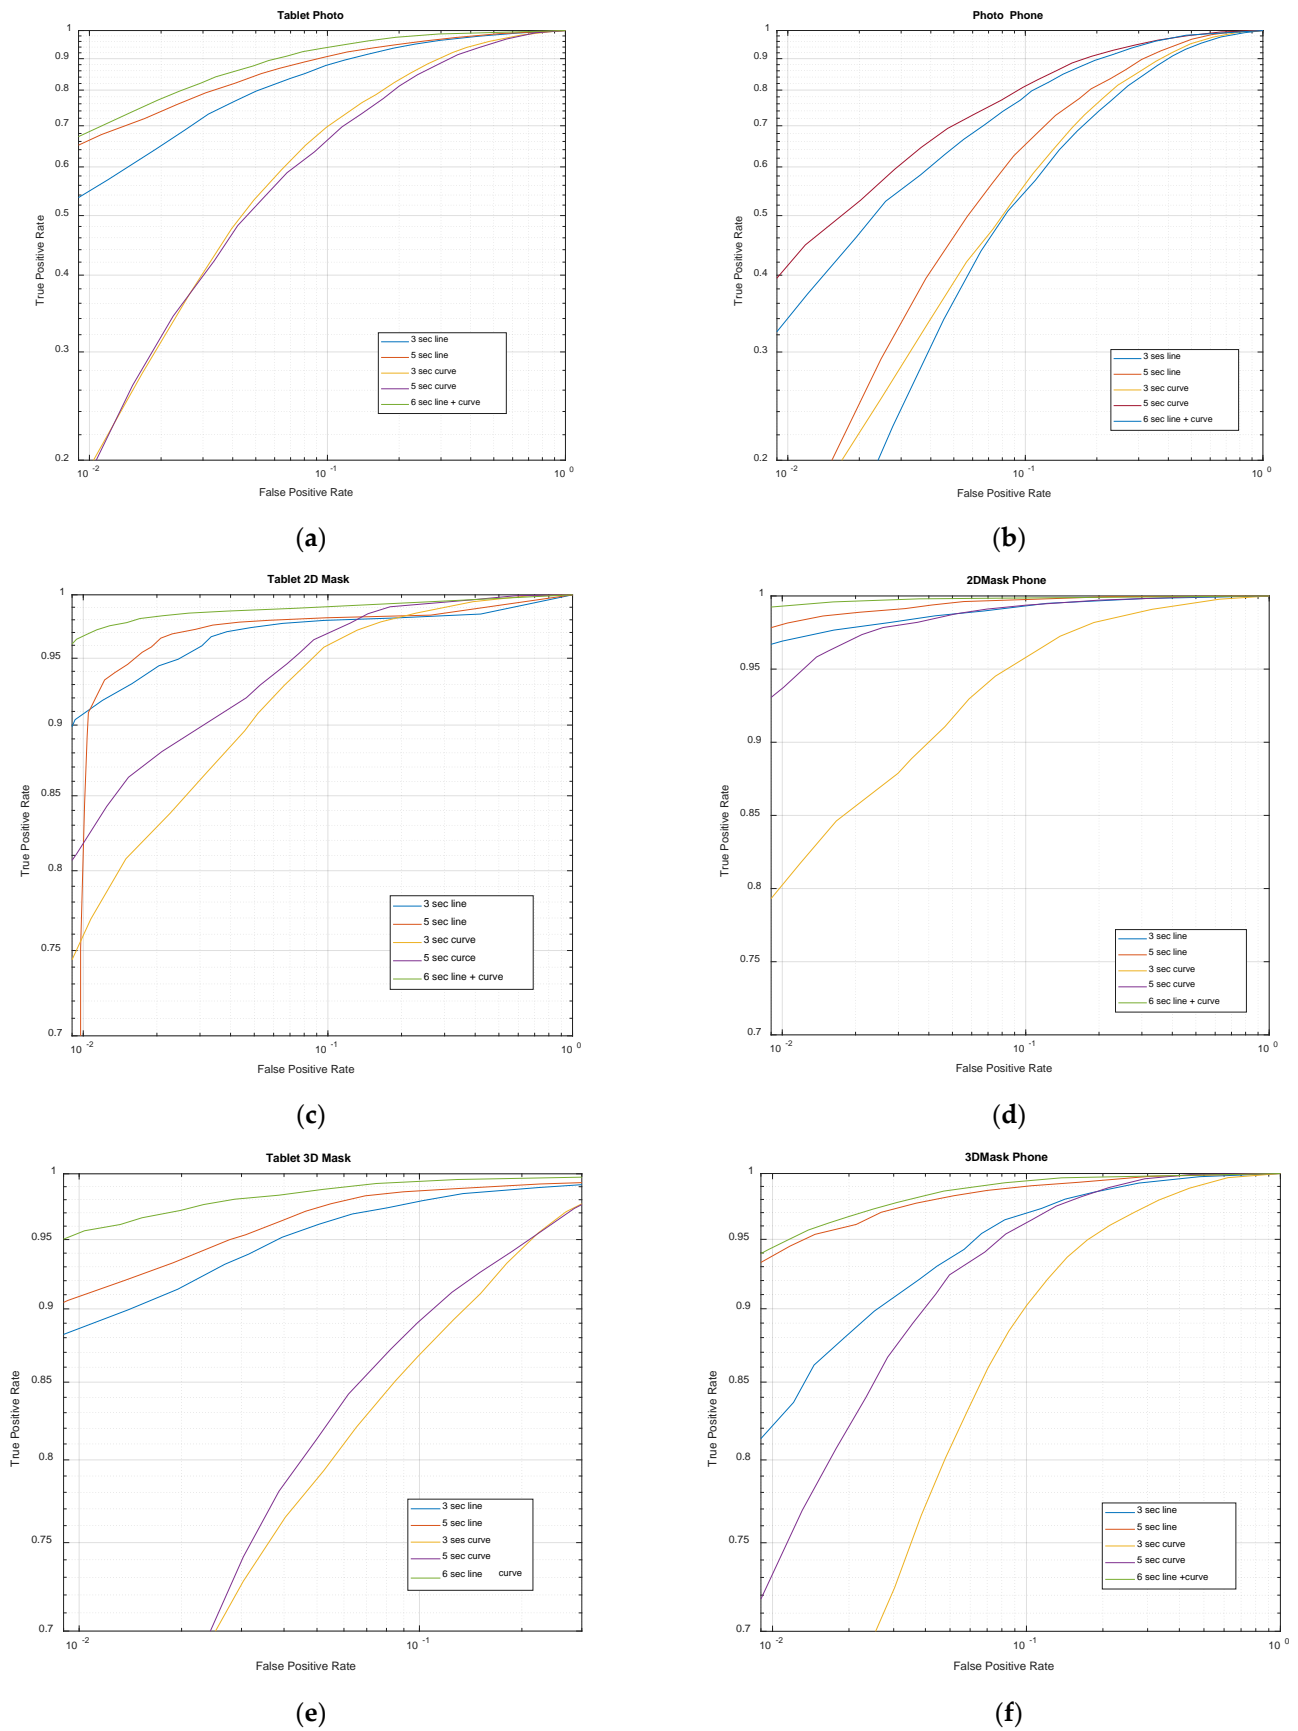 Tablet Photo
1
0.9
0.8
0.7
0.6
0.5
0.4
0.3
0.2
True Positive Rate
3 sec line
5 sec line
3 sec curve
5 sec curve
6 sec line + curve
10 -2
10 -1
10 0
False Positive Rate
(a)
Photo Phone
1
0.9
0.8
0.7
0.6
0.5
0.4
0.3
0.2
True Positive Rate
3 ses line
5 sec line
3 sec curve
5 sec curve
6 sec line + curve
10 -2
10 -1
10 0
False Positive Rate
(b)
Tablet 2D Mask
1
0.95
0.9
0.85
0.8
0.75
0.7
True Positive Rate
3 sec line
5 sec line
3 sec curve
5 sec curce
6 sec line + curve
10 -2
10 -1
10 0
False Positive Rate
(c)
2DMask Phone
1
0.95
0.9
0.85
0.8
0.75
0.7
True Positive Rate
3 sec line
5 sec line
3 sec curve
5 sec curve
6 sec line + curve
10 -2
10 -1
10 0
False Positive Rate
(d)
Tablet 3D Mask
1
0.95
0.9
0.85
0.8
0.75
0.7
True Positive Rate
3 sec line
5 sec line
3 ses curve
5 sec curve
6 sec line curve
10 -2
10 -1
False Positive Rate
(e)
3DMask Phone
1
0.95
0.9
0.85
0.8
0.75
0.7
True Positive Rate
3 sec line
5 sec line
3 sec curve
5 sec curve
6 sec line +curve
10 -2
10 -1
10 0
False Positive Rate
(f)